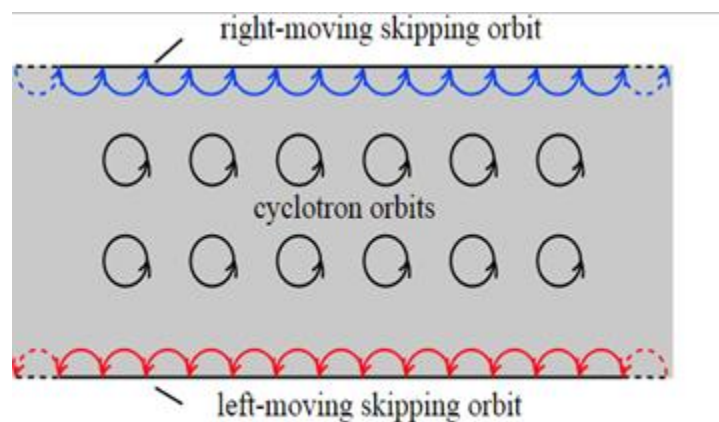 right-moving skipping orbit
cyclotron orbits
left-moving skipping orbit